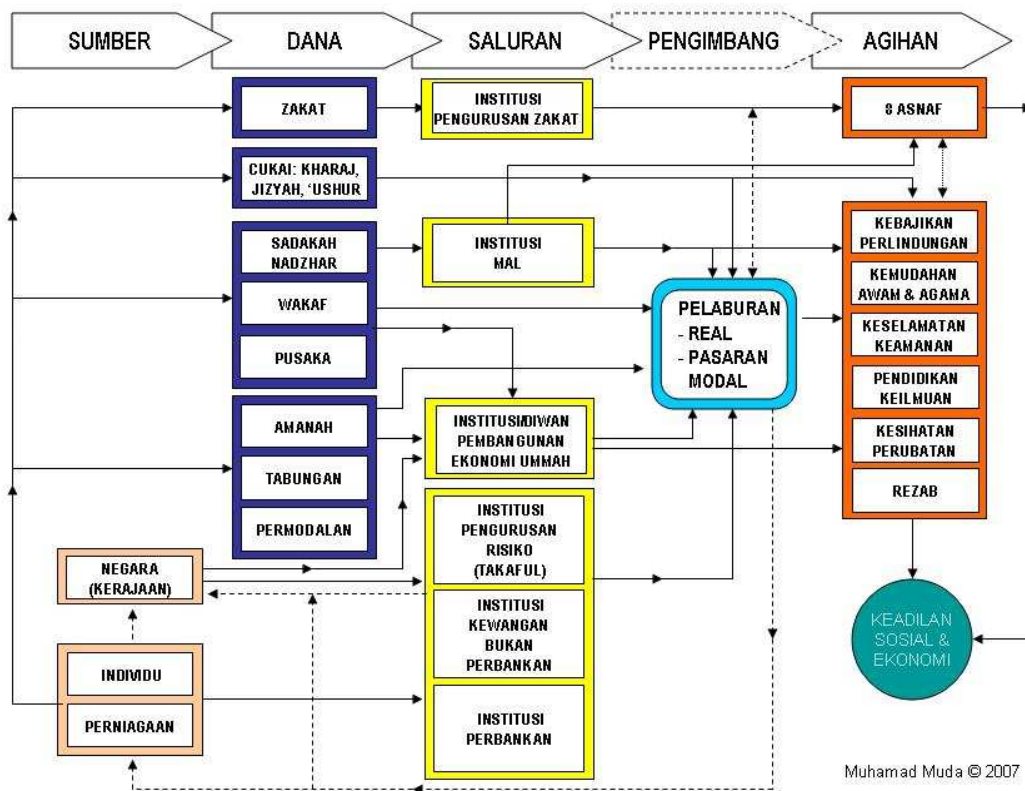 SUMBER
DANA
SALURAN
PENGIMBANG
AGIHAN
ZAKAT
CUKAI: KHARAJ,
JIZYAH, ‘USHUR
SADAKAH
NADZHAR
WAKAF
PUSAKA
AMANAH
TABUNGAN
PERMODALAN
NEGARA
(KERAJAAN)
INDIVIDU
PERNIAGAAN
INSTITUSI
PENGURUSAN ZAKAT
INSTITUSI
MAL
INSTITUSI/DIWAN
PEMBANGUNAN
EKONOMI UMMAH
INSTITUSI
PENGURUSAN
RISIKO
(TAKAFUL)
INSTITUSI
KEWANGAN
BUKAN
PERBANKAN
INSTITUSI
PERBANKAN
PELABURAN
- REAL
- PASARAN
MODAL
8 ASNAF
KEBAJIKAN
PERLINDUNGAN
KEMUDAHAN
AWAM & AGAMA
KESELAMATAN
KEAMANAN
PENDIDIKAN
KEILMUAN
KESIHATAN
PERUBATAN
REZAB
KEADILAN
SOSIAL &
EKONOMI
Muhamad Muda © 2007